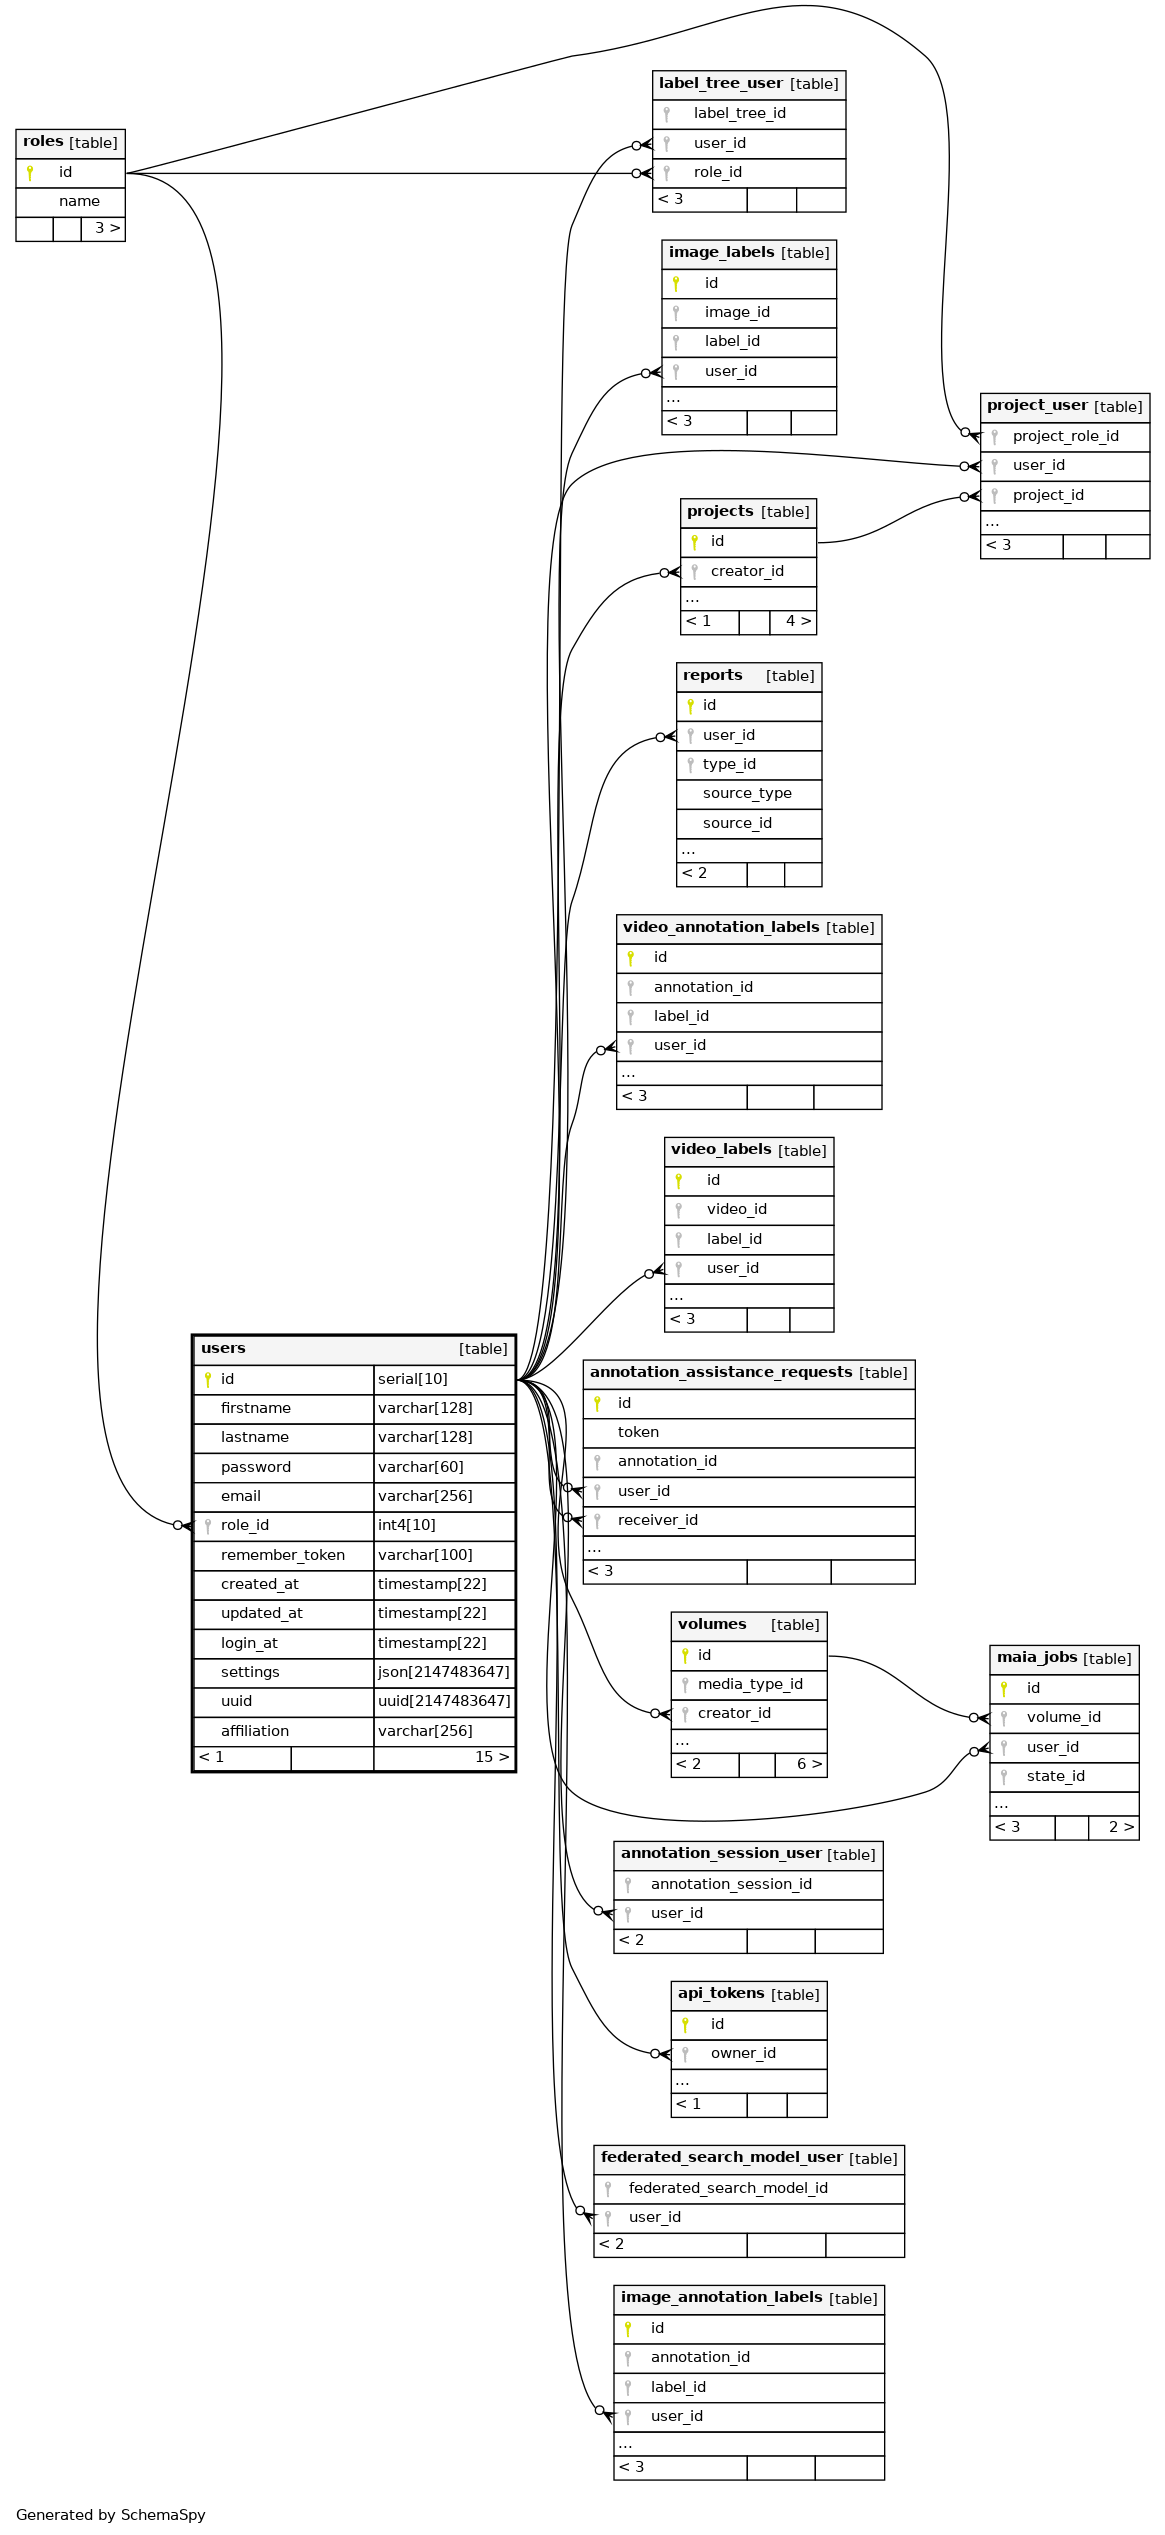 roles [table]
id
name
3 >
label_tree_user [table]
label_tree_id
user_id
role_id
< 3
image_labels [table]
id
image_id
label_id
user_id
...
< 3
project_user [table]
project_role_id
user_id
project_id
...
< 3
projects [table]
id
creator_id
...
< 1 4 >
reports [table]
id
user_id
type_id
source_type
source_id
...
< 2
video_annotation_labels [table]
id
annotation_id
label_id
user_id
...
< 3
video_labels [table]
id
video_id
label_id
user_id
...
< 3
users [table]
id serial[10]
firstname varchar[128]
lastname varchar[128]
password varchar[60]
email varchar[256]
role_id int4[10]
remember_token varchar[100]
created_at timestamp[22]
updated_at timestamp[22]
login_at timestamp[22]
settings json[2147483647]
uuid uuid[2147483647]
affiliation varchar[256]
< 1 15 >
annotation_assistance_requests [table]
id
token
annotation_id
user_id
receiver_id
...
< 3
volumes [table]
id
media_type_id
creator_id
...
< 2 6 >
maia_jobs [table]
id
volume_id
user_id
state_id
...
< 3 2 >
annotation_session_user [table]
annotation_session_id
user_id
< 2
api_tokens [table]
id
owner_id
...
< 1
federated_search_model_user [table]
federated_search_model_id
user_id
< 2
image_annotation_labels [table]
id
annotation_id
label_id
user_id
...
< 3
Generated by SchemaSpy